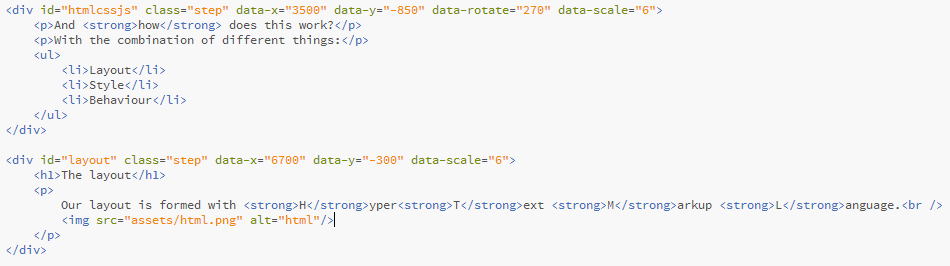 <div id="htmlcssjs" class="step" data-x="3500" data-y="-850" data-rotate="270" data-scale="6">
    <p>And <strong>how</strong> does this work?</p>
    <p>With the combination of different things:</p>
    <ul>
        <li>Layout</li>
        <li>Style</li>
        <li>Behaviour</li>
    </ul>
</div>

<div id="layout" class="step" data-x="6700" data-y="-300" data-scale="6">
    <h1>The layout</h1>
    <p>
        Our layout is formed with <strong>H</strong>yper<strong>T</strong>ext <strong>M</strong>arkup <strong>L</strong>anguage.<br />
        <img src="assets/html.png" alt="html"/>
    </p>
</div>